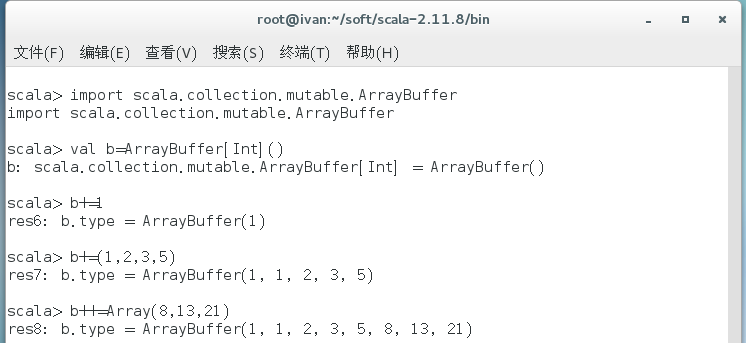 root@ivan:~/soft/scala-2.11.8/bin
文件(F) 编辑(E) 查看(V) 搜索(S) 终端(T) 帮助(H)
scala> import scala.collection.mutable.ArrayBuffer
import scala.collection.mutable.ArrayBuffer
scala> val b=ArrayBuffer[Int]()
b: scala.collection.mutable.ArrayBuffer[Int] = ArrayBuffer()
scala> b+=1
res6: b.type = ArrayBuffer(1)
scala> b+=(1,2,3,5)
res7: b.type = ArrayBuffer(1, 1, 2, 3, 5)
scala> b++=Array(8,13,21)
res8: b.type = ArrayBuffer(1, 1, 2, 3, 5, 8, 13, 21)